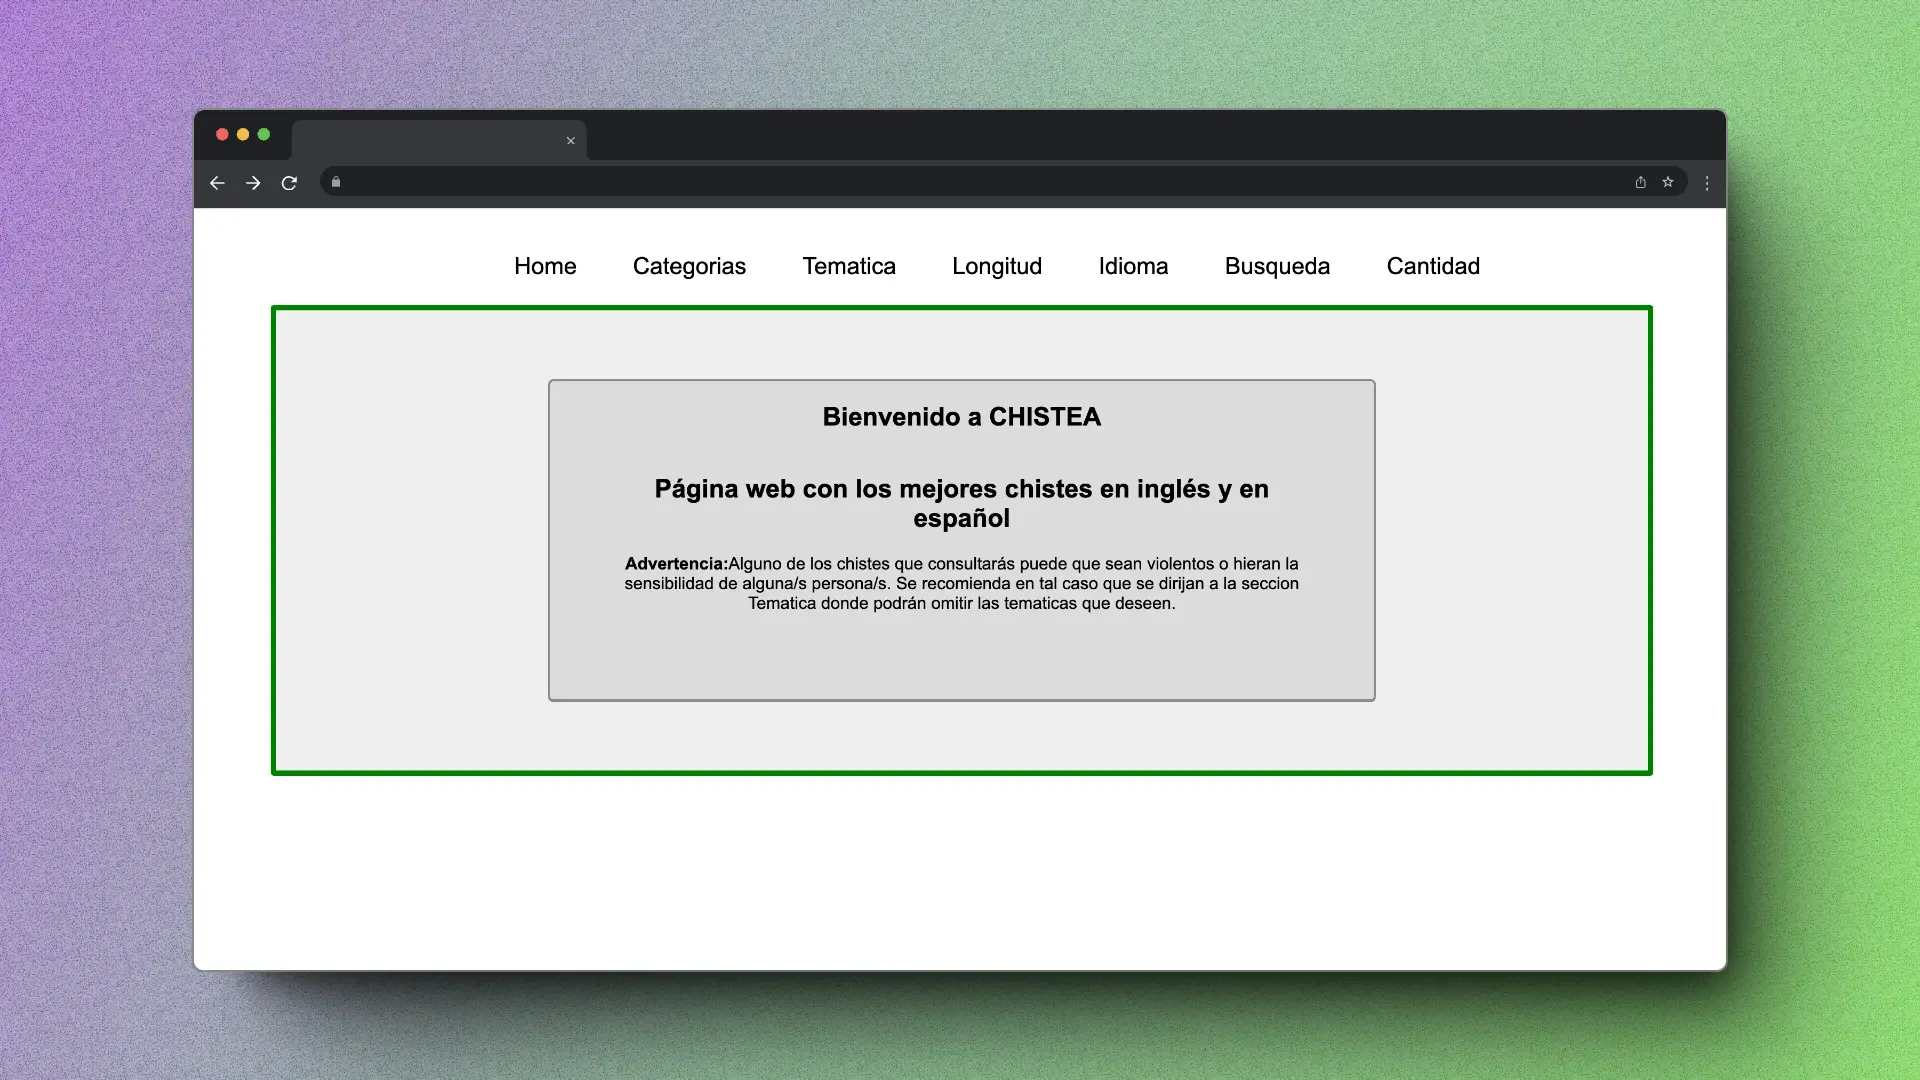 Home Categorias Tematica Longitud Idioma Busqueda Cantidad
Bienvenido a CHISTEA
Página web con los mejores chistes en inglés y en
español
Advertencia:Alguno de los chistes que consultarás puede que sean violentos o hieran la
sensibilidad de alguna/s persona/s. Se recomienda en tal caso que se dirijan a la seccion
Tematica donde podrán omitir las tematicas que deseen.